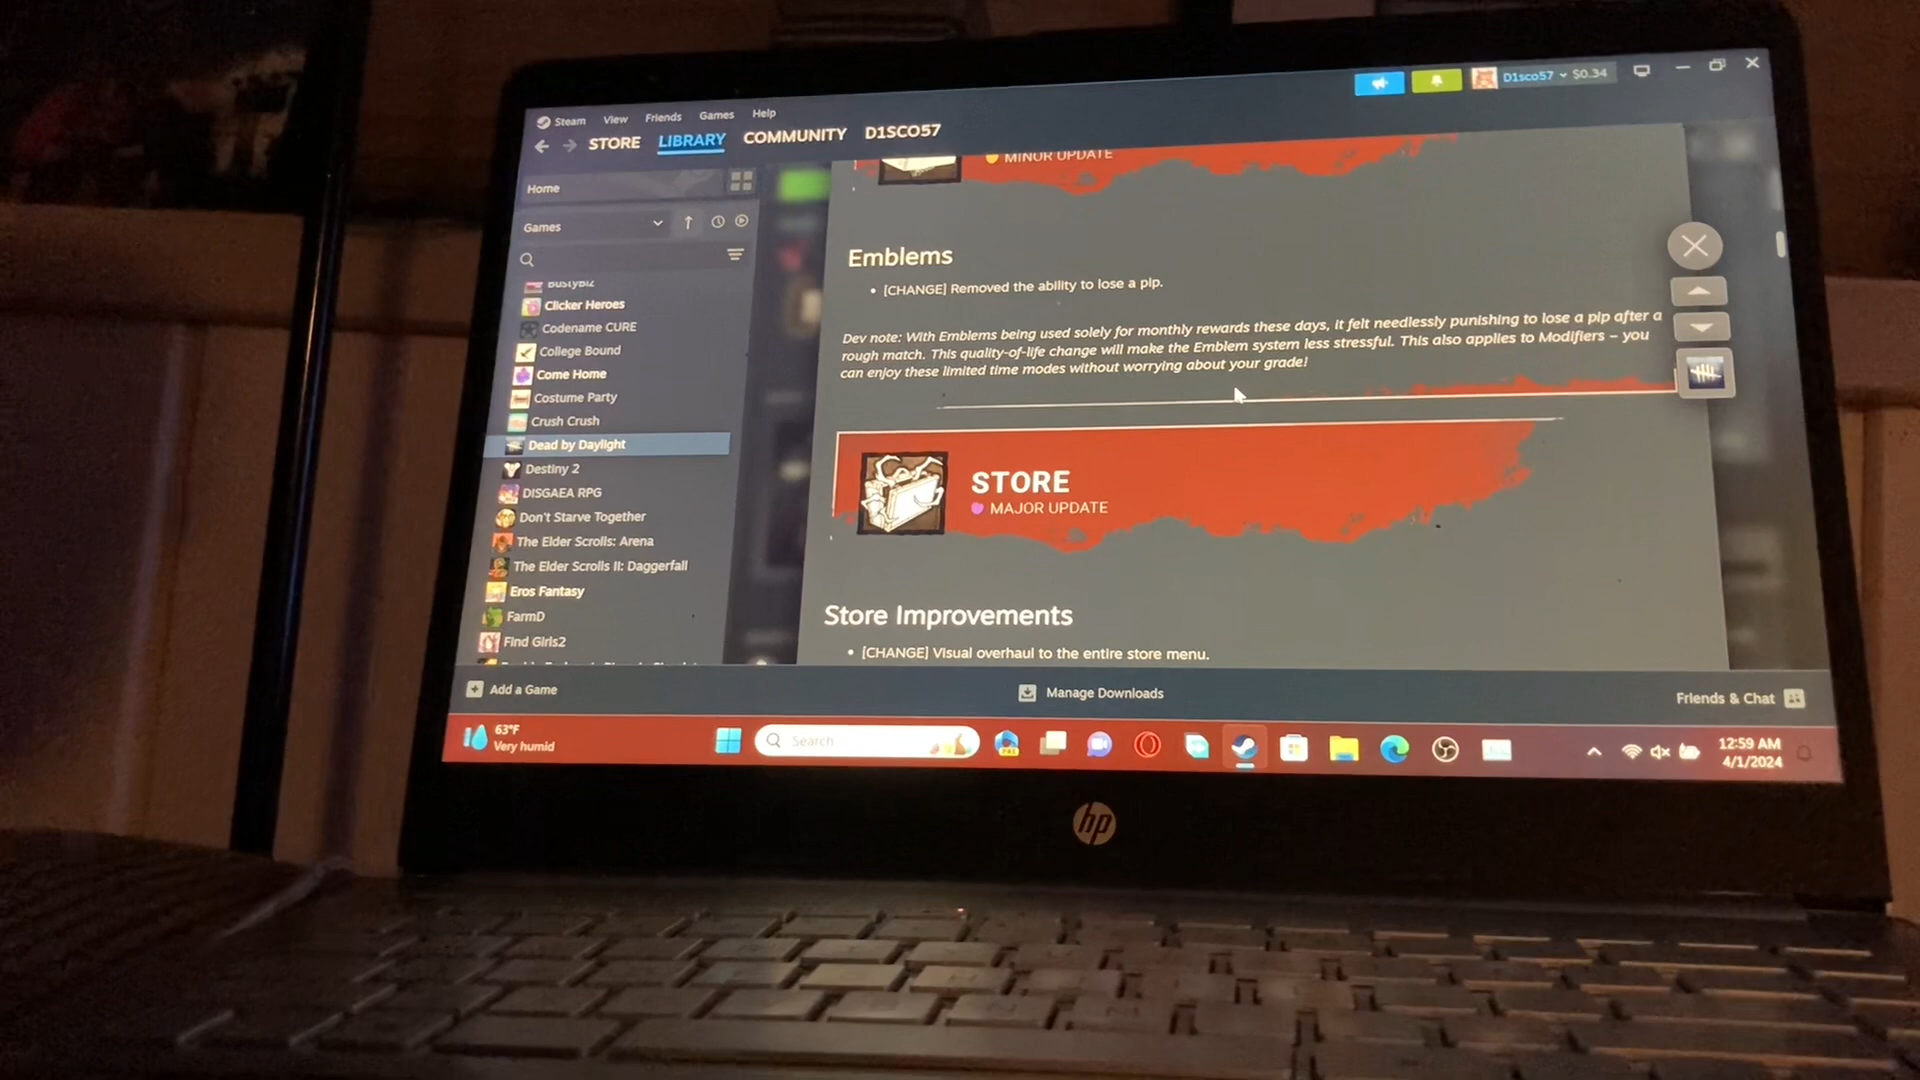 Steam View Friends Games Help
D1sco57 $0.34
STORE LIBRARY COMMUNITY D1SCO57
Home
Games
BustyBiz
Clicker Heroes
Codename CURE
College Bound
Come Home
Costume Party
Crush Crush
Dead by Daylight
Destiny 2
DISGAEA RPG
Don't Starve Together
The Elder Scrolls: Arena
The Elder Scrolls II: Daggerfall
Eros Fantasy
FarmD
Find Girls2
MINOR UPDATE
Emblems
• [CHANGE] Removed the ability to lose a pip.
Dev note: With Emblems being used solely for monthly rewards these days, it felt needlessly punishing to lose a pip after a
rough match. This quality-of-life change will make the Emblem system less stressful. This also applies to Modifiers – you
can enjoy these limited time modes without worrying about your grade!
STORE
MAJOR UPDATE
Store Improvements
• [CHANGE] Visual overhaul to the entire store menu.
Add a Game
Manage Downloads
Friends & Chat
63°F
Very humid
Search
12:59 AM
4/1/2024
hp